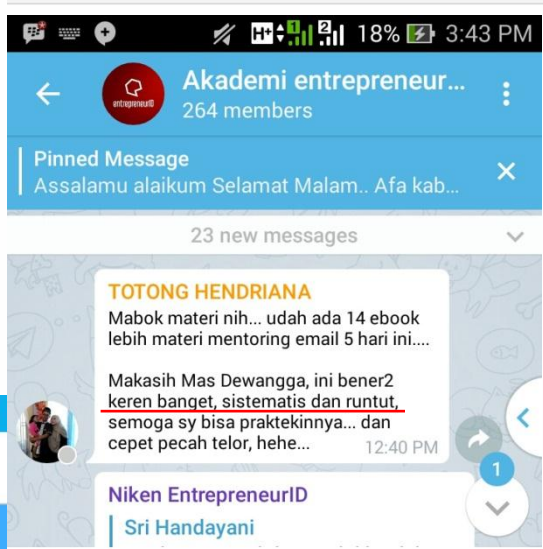 H+ 1 2 18% 3:43 PM
Akademi entrepreneur...
entrepreneurID
264 members
Pinned Message
Assalamu alaikum Selamat Malam.. Afa kab...
23 new messages
TOTONG HENDRIANA
Mabok materi nih... udah ada 14 ebook
lebih materi mentoring email 5 hari ini....
Makasih Mas Dewangga, ini bener2
keren banget, sistematis dan runtut,
semoga sy bisa praktekinnya... dan
cepet pecah telor, hehe... 12:40 PM
1
Niken EntrepreneurID
Sri Handayani